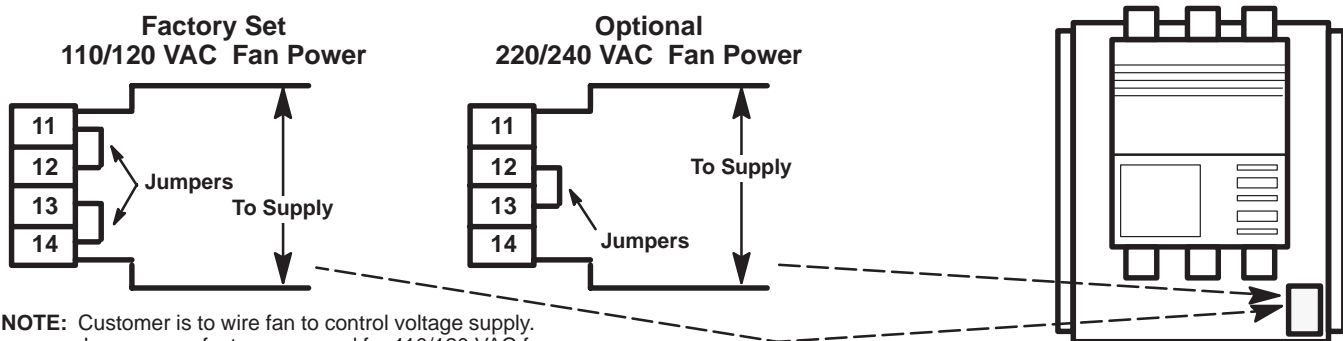 Factory Set
110/120 VAC Fan Power
11
12
13
14
Jumpers
To Supply
Optional
220/240 VAC Fan Power
11
12
13
14
Jumpers
To Supply
NOTE: Customer is to wire fan to control voltage supply.